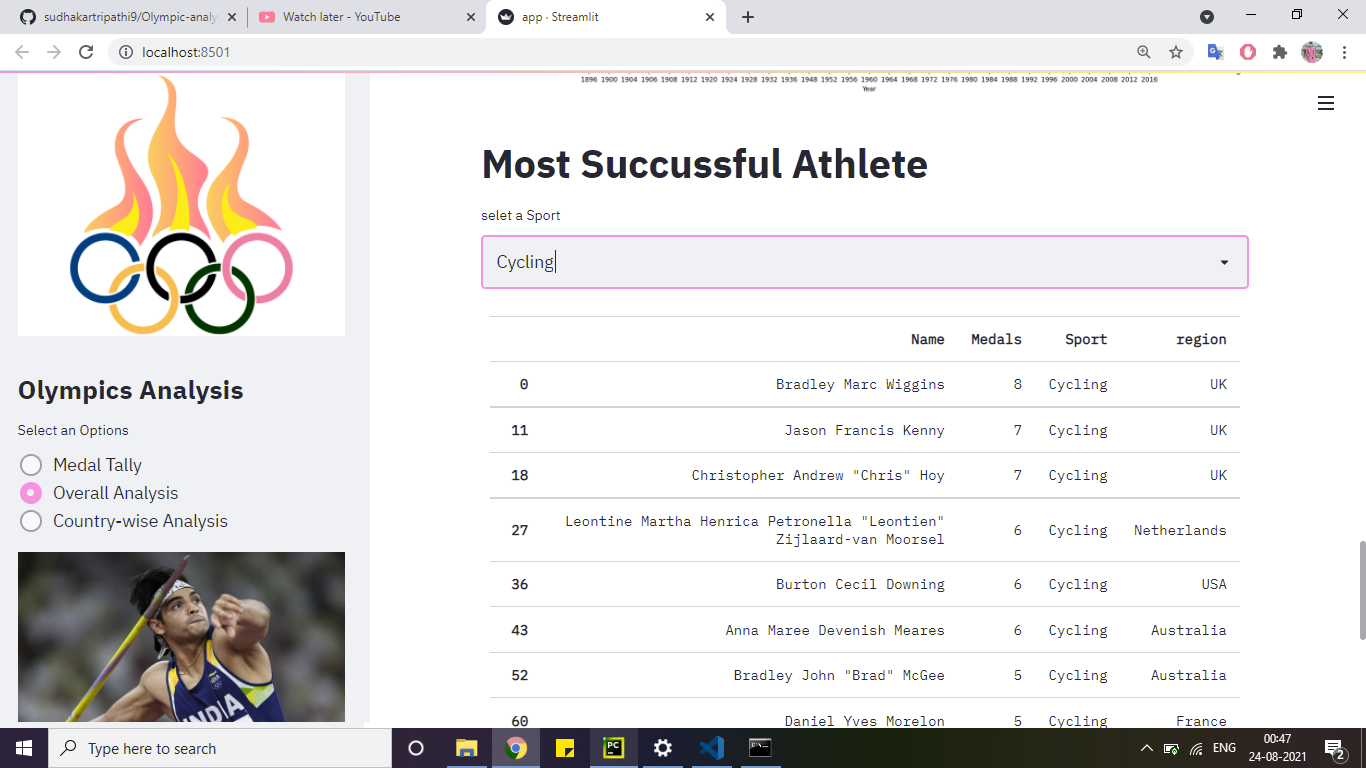 sudhakartripathi9/Olympic-analy
Watch later - YouTube
app · Streamlit
localhost:8501
1896 1900 1904 1906 1908 1912 1920 1924 1928 1932 1936 1948 1952 1956 1960 1964 1968 1972 1976 1980 1984 1988 1992 1994 1996 1998 2000 2002 2004 2006 2008 2010 2012 2014 2016
Year
Most Succussful Athlete
selet a Sport
Cycling
Name Medals Sport region
0 Bradley Marc Wiggins 8 Cycling UK
11 Jason Francis Kenny 7 Cycling UK
18 Christopher Andrew "Chris" Hoy 7 Cycling UK
27 Leontine Martha Henrica Petronella "Leontien"
Zijlaard-van Moorsel 6 Cycling Netherlands
36 Burton Cecil Downing 6 Cycling USA
43 Anna Maree Devenish Meares 6 Cycling Australia
52 Bradley John "Brad" McGee 5 Cycling Australia
60 Daniel Yves Morelon 5 Cycling France
Olympics Analysis
Select an Options
Medal Tally
Overall Analysis
Country-wise Analysis
INDIA
Type here to search
PC
ENG
00:47
24-08-2021
2